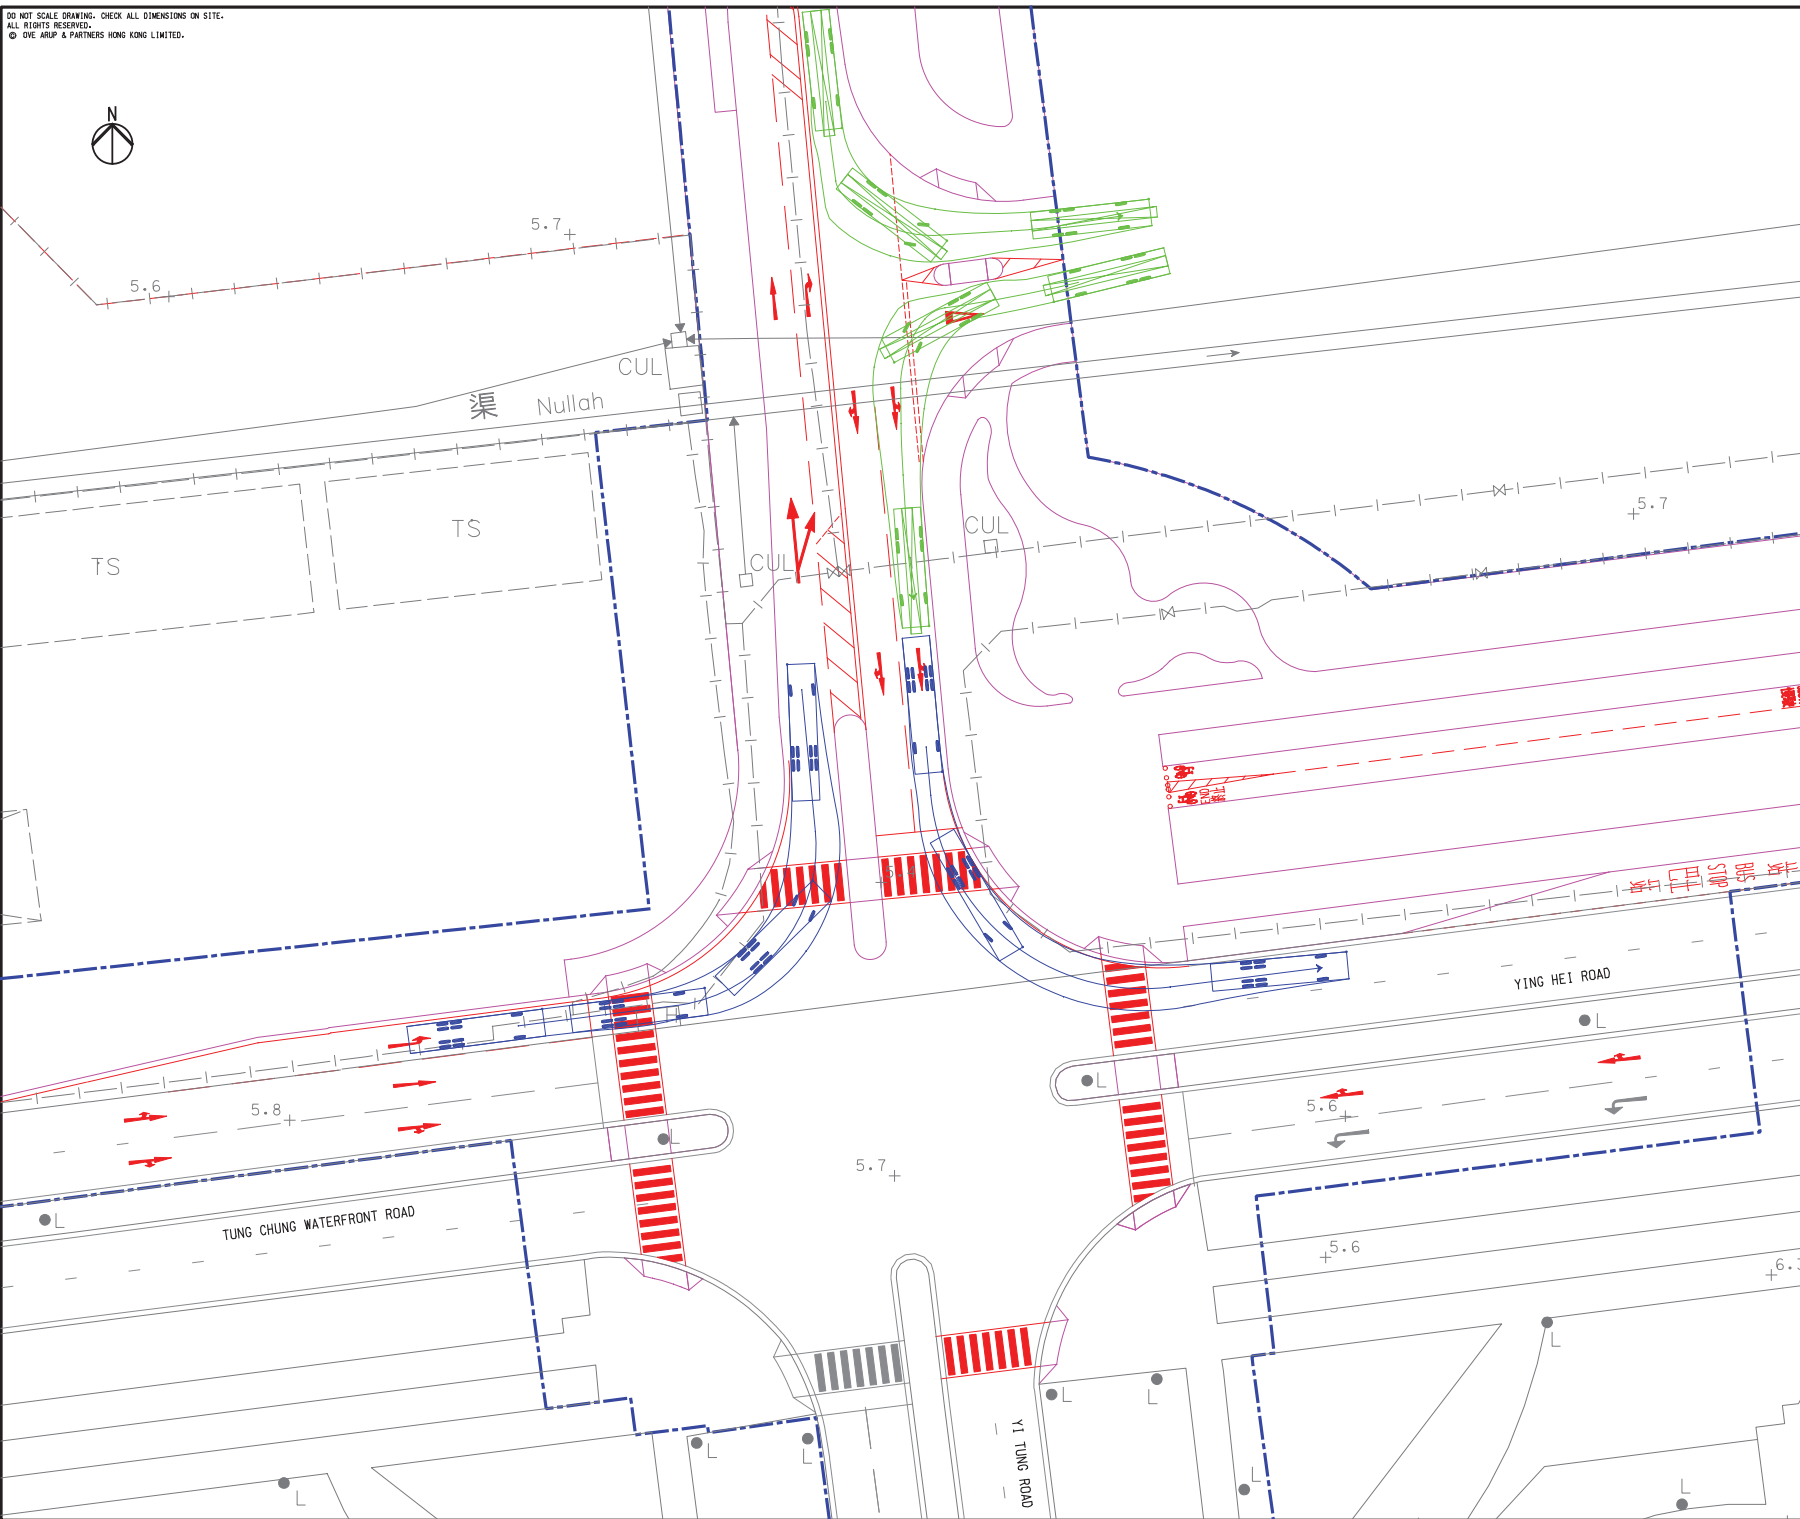 DO NOT SCALE DRAWING. CHECK ALL DIMENSIONS ON SITE.
ALL RIGHTS RESERVED.
© OVE ARUP & PARTNERS HONG KONG LIMITED.
N
5.7
5.6
CUL
渠 Nullah
TS
TS
CUL
CUL
5.7
STOP
BUS
YING HEI ROAD
H
L
L
5.8
L
5.6
5.7
L
TUNG CHUNG WATERFRONT ROAD
5.6
6.
L
L
L
YI TUNG ROAD
L
L
L
L
L